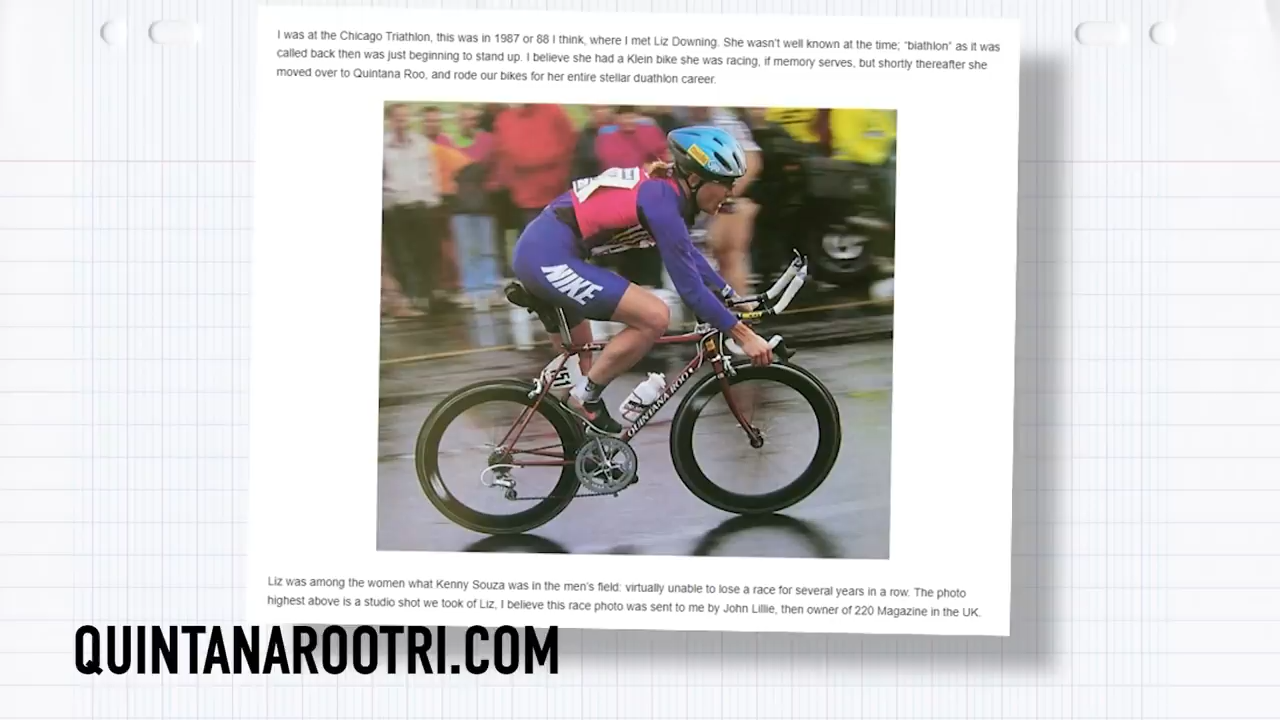 I was at the Chicago Triathlon, this was in 1987 or 88 I think, where I met Liz Downing. She wasn't well known at the time; "biathlon" as it was
called back then was just beginning to stand up. I believe she had a Klein bike she was racing, if memory serves, but shortly thereafter she
moved over to Quintana Roo, and rode our bikes for her entire stellar duathlon career.
NIKE
SCOTT
51
QUINTANA ROO
Liz was among the women what Kenny Souza was in the men's field: virtually unable to lose a race for several years in a row. The photo
highest above is a studio shot we took of Liz, I believe this race photo was sent to me by John Lillie, then owner of 220 Magazine in the UK.
QUINTANAROOTRI.COM